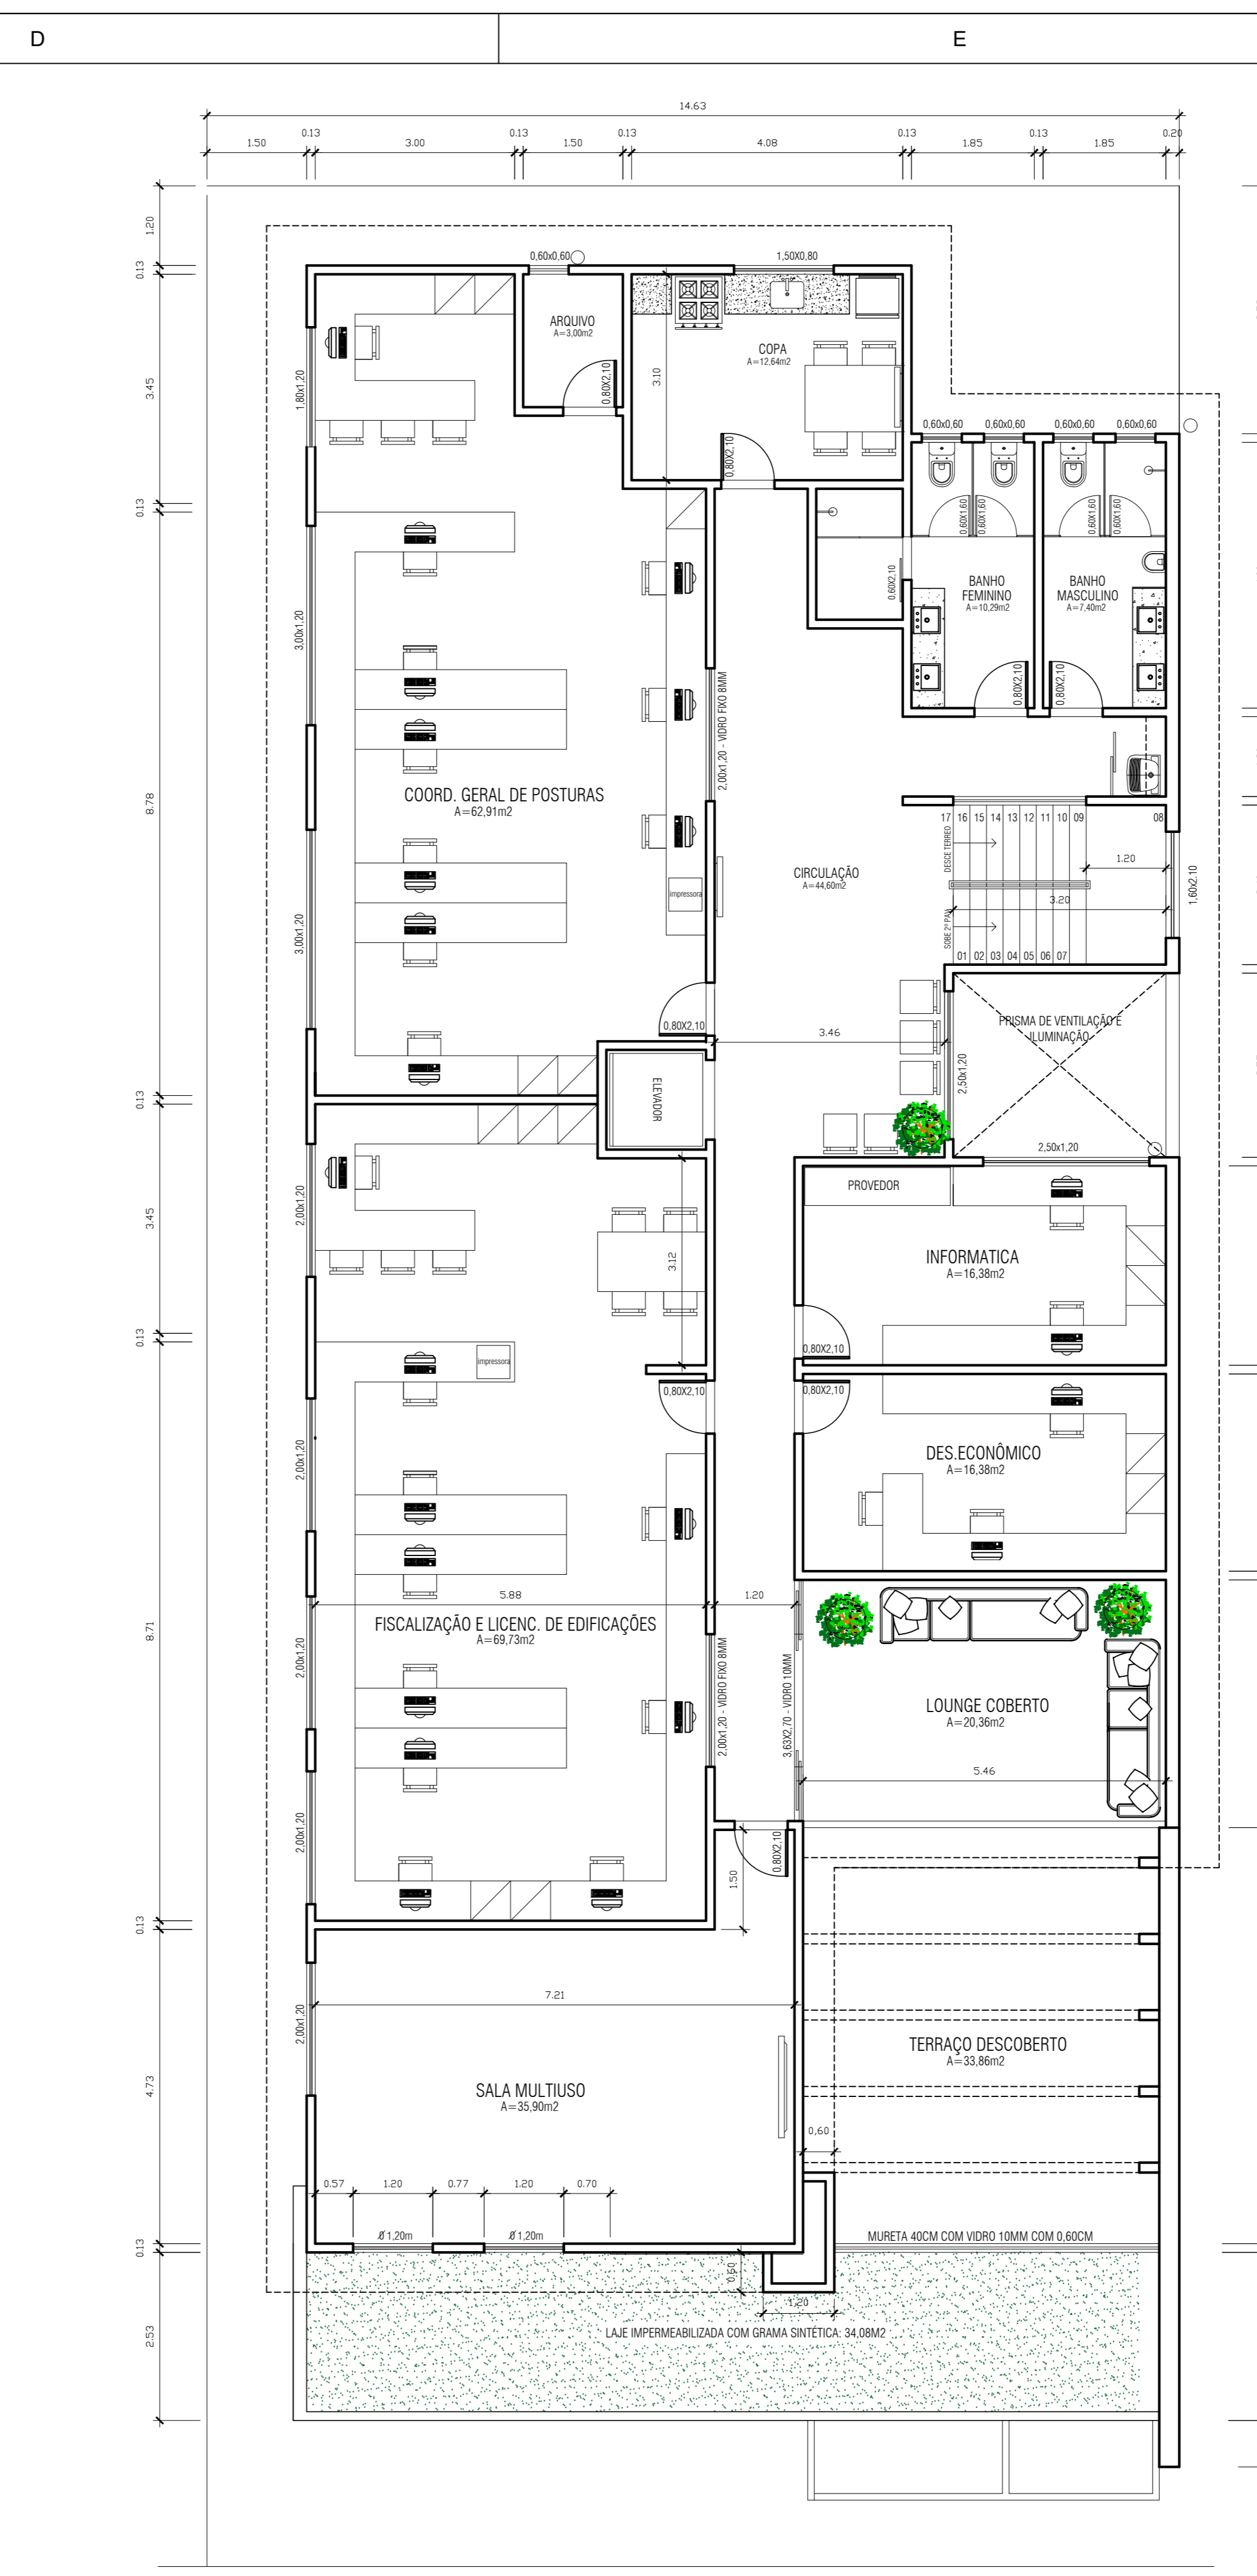 D
E
14.63
1.50
0.13
3.00
0.13
1.50
0.13
4.08
0.13
1.85
0.13
1.85
0.20
1.20
0.13
3.45
0.13
8.78
0.13
3.45
0.13
8.71
0.13
4.73
0.13
2.53
0,60x0,60
1,50X0,80
ARQUIVO
A=3,00m2
0,80X2,10
COPA
A=12,64m2
3.10
0,80X2,10
1,80x1,20
0,60x0,60
0,60x0,60
0,60x0,60
0,60x0,60
0,60X1,60
0,60X1,60
0,60X1,60
0,60X1,60
BANHO
FEMININO
A=10,29m2
BANHO
MASCULINO
A=7,40m2
0,60X2,10
0,80X2,10
0,80X2,10
3,00x1,20
2,00x1,20 - VIDRO FIXO 8MM
COORD. GERAL DE POSTURAS
A=62,91m2
impressora
3,00x1,20
CIRCULAÇÃO
A=44,60m2
17 16 15 14 13 12 11 10 09 08
DESCE TERREO
1.20
3.20
SOBE 2º PAV.
01 02 03 04 05 06 07
1,60x2.10
0,80X2,10
3.46
PRISMA DE VENTILAÇÃO E
ILUMINAÇÃO
2,50x1,20
2,50x1,20
ELEVADOR
2,00x1,20
3.12
PROVEDOR
INFORMATICA
A=16,38m2
0,80X2,10
impressora
0,80X2,10
0,80X2,10
DES.ECONÔMICO
A=16,38m2
2,00x1,20
5.88
1.20
FISCALIZAÇÃO E LICENC. DE EDIFICAÇÕES
A=69,73m2
2,00x1,20
2,00x1,20 - VIDRO FIXO 8MM
3,63X2,70 - VIDRO 10MM
LOUNGE COBERTO
A=20,36m2
5.46
2,00x1,20
0,80X2,10
1.50
7.21
2,00x1,20
SALA MULTIUSO
A=35,90m2
TERRAÇO DESCOBERTO
A=33,86m2
0,60
0.57
1.20
0.77
1.20
0.70
Ø 1,20m
Ø 1,20m
MURETA 40CM COM VIDRO 10MM COM 0,60CM
0,60
1,20
LAJE IMPERMEABILIZADA COM GRAMA SINTÉTICA: 34,08M2